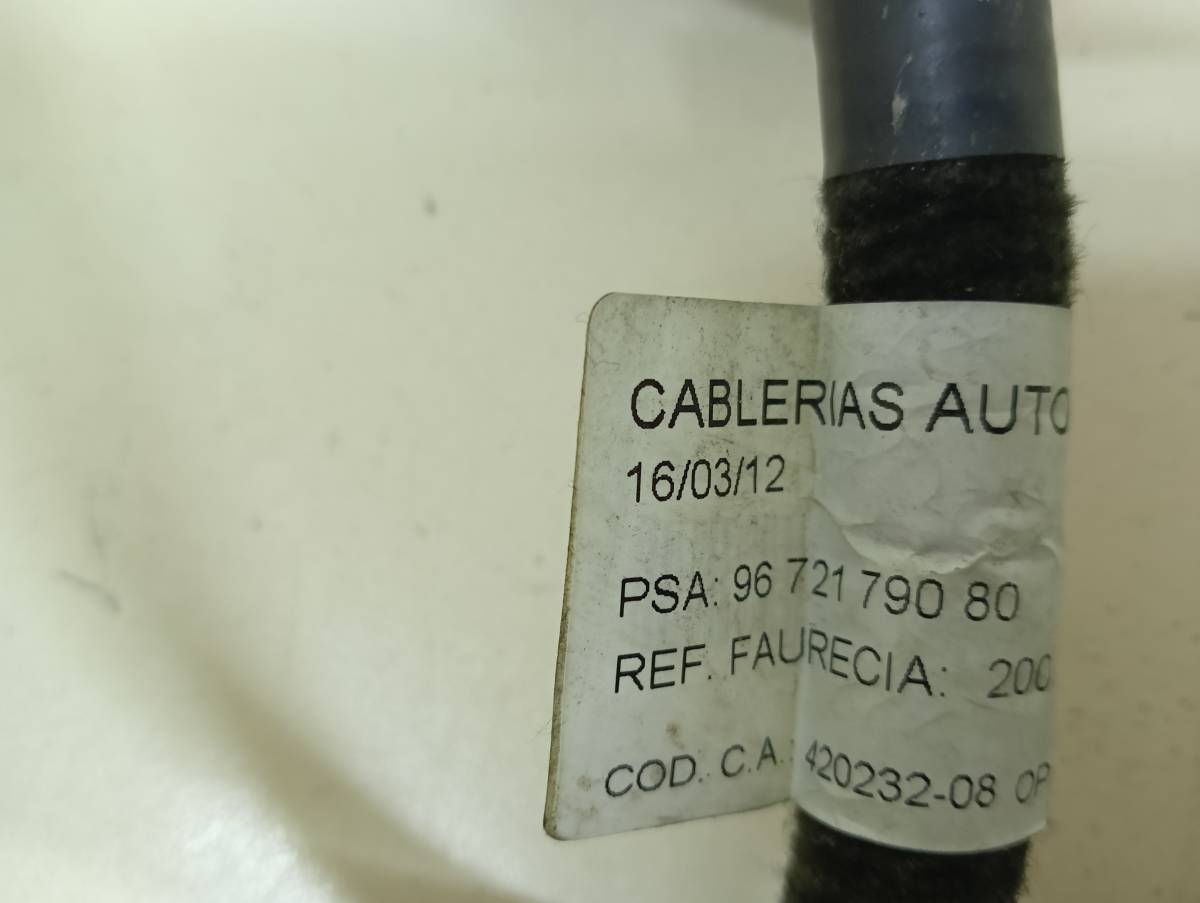 CABLERIAS AUTO
16/03/12
PSA: 96 721 790 80
REF. FAURECIA: 200
COD. C.A.: 420232-08 OP